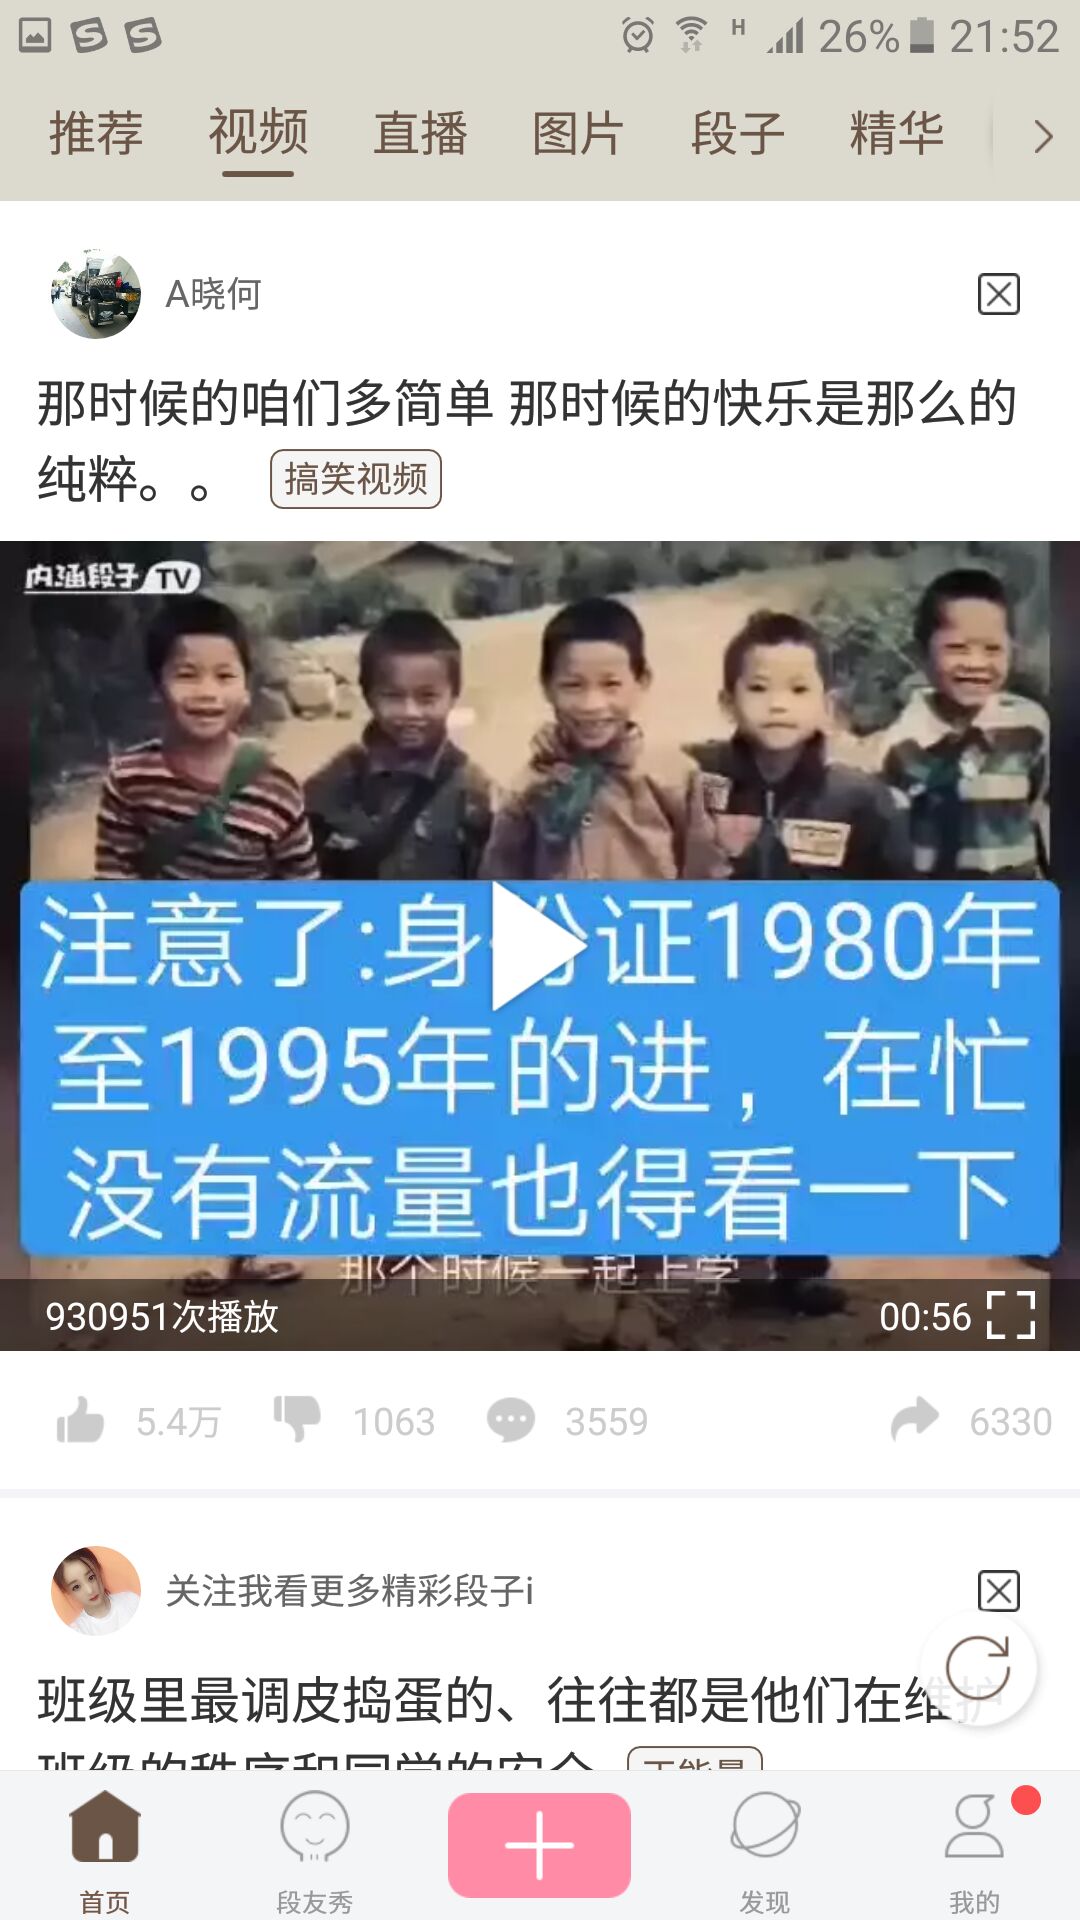 H 26% 21:52
推荐 视频 直播 图片 段子 精华
A晓何
那时候的咱们多简单 那时候的快乐是那么的
纯粹。。 搞笑视频
内涵段子TV
注意了:身份证1980年
至1995年的进，在忙
没有流量也得看一下
那个时候一起上学
930951次播放 00:56
5.4万 1063 3559 6330
关注我看更多精彩段子i
班级里最调皮捣蛋的、往往都是他们在维护
班级的秩序和同学的安全 正能量
首页 段友秀 发现 我的